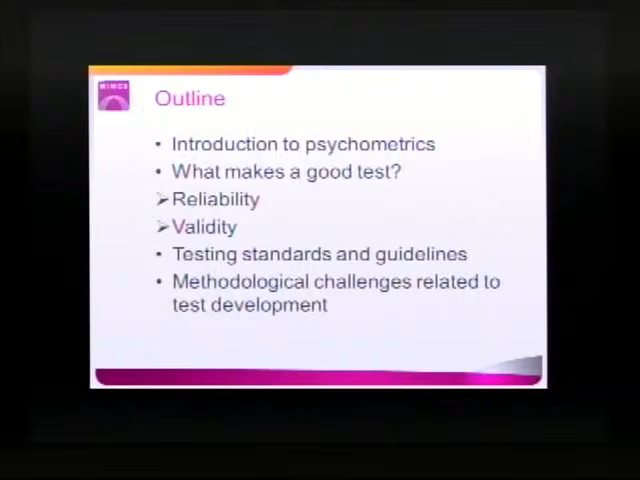 Outline
• Introduction to psychometrics
• What makes a good test?
➢ Reliability
➢ Validity
• Testing standards and guidelines
• Methodological challenges related to
test development